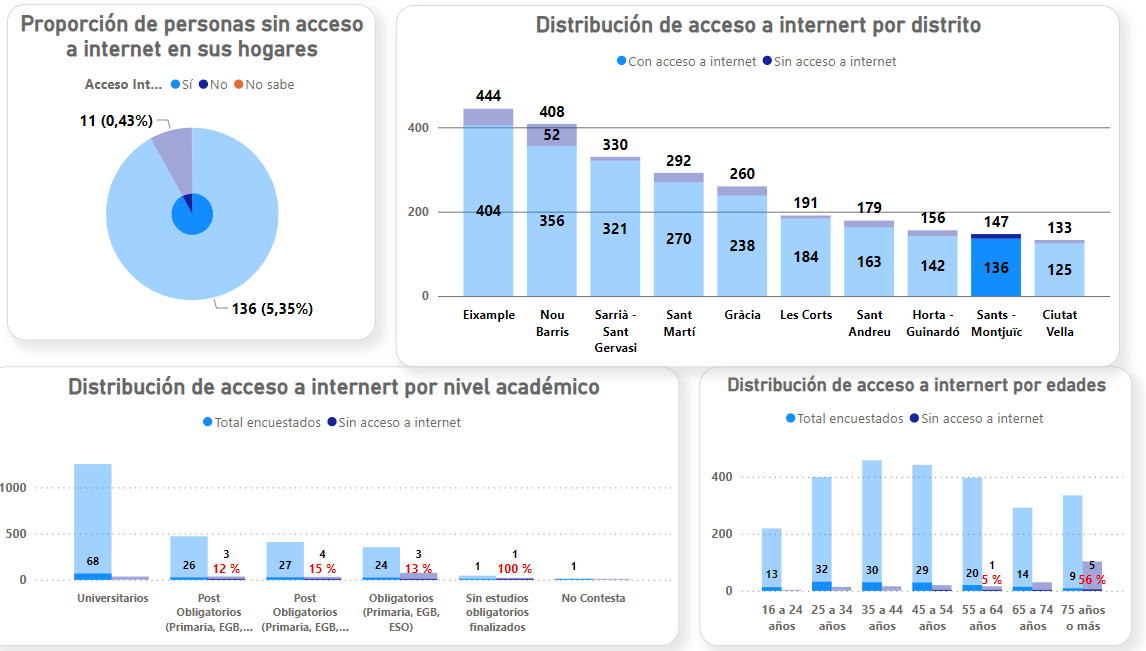 Proporción de personas sin acceso
a internet en sus hogares
Acceso Int... Sí No No sabe
11 (0,43%)
136 (5,35%)
Distribución de acceso a internert por distrito
Con acceso a internet Sin acceso a internet
400
200
0
444
408
330
292
260
191
179
156
147
133
52
404
356
321
270
238
184
163
142
136
125
Eixample
Nou
Barris
Sarrià -
Sant
Gervasi
Sant
Martí
Gràcia
Les Corts
Sant
Andreu
Horta -
Guinardó
Sants -
Montjuïc
Ciutat
Vella
Distribución de acceso a internert por nivel académico
Total encuestados Sin acceso a internet
1000
500
0
68
26
3
12 %
27
4
15 %
24
3
13 %
1
1
100 %
1
Universitarios
Post
Obligatorios
(Primaria, EGB,...
Post
Obligatorios
(Primaria, EGB,...
Obligatorios
(Primaria, EGB,
ESO)
Sin estudios
obligatorios
finalizados
No Contesta
Distribución de acceso a internert por edades
Total encuestados Sin acceso a internet
400
200
0
13
32
30
29
20
1
5 %
14
9
5
56 %
16 a 24
años
25 a 34
años
35 a 44
años
45 a 54
años
55 a 64
años
65 a 74
años
75 años
o más